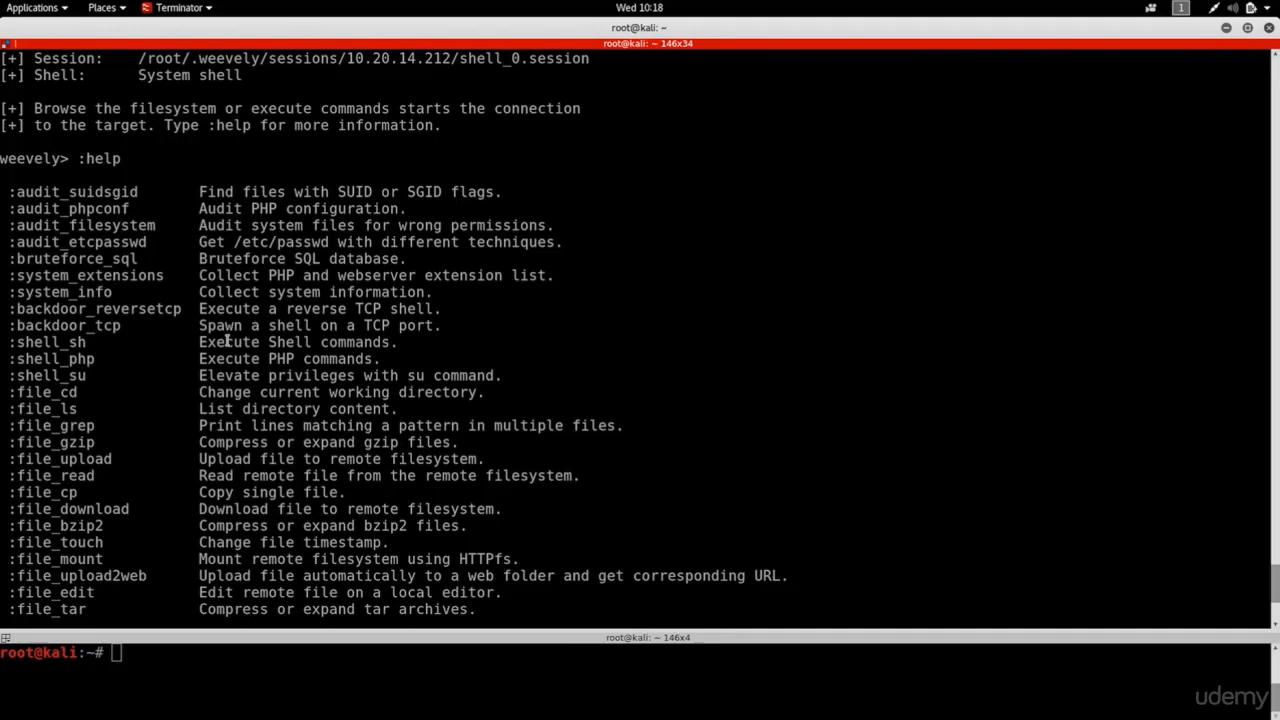 Applications Places Terminator Wed 10:18 1
root@kali: ~
root@kali: ~ 146x34
[+] Session: /root/.weevely/sessions/10.20.14.212/shell_0.session
[+] Shell: System shell
[+] Browse the filesystem or execute commands starts the connection
[+] to the target. Type :help for more information.
weevely> :help
:audit_suidsgid Find files with SUID or SGID flags.
:audit_phpconf Audit PHP configuration.
:audit_filesystem Audit system files for wrong permissions.
:audit_etcpasswd Get /etc/passwd with different techniques.
:bruteforce_sql Bruteforce SQL database.
:system_extensions Collect PHP and webserver extension list.
:system_info Collect system information.
:backdoor_reversetcp Execute a reverse TCP shell.
:backdoor_tcp Spawn a shell on a TCP port.
:shell_sh Execute Shell commands.
:shell_php Execute PHP commands.
:shell_su Elevate privileges with su command.
:file_cd Change current working directory.
:file_ls List directory content.
:file_grep Print lines matching a pattern in multiple files.
:file_gzip Compress or expand gzip files.
:file_upload Upload file to remote filesystem.
:file_read Read remote file from the remote filesystem.
:file_cp Copy single file.
:file_download Download file to remote filesystem.
:file_bzip2 Compress or expand bzip2 files.
:file_touch Change file timestamp.
:file_mount Mount remote filesystem using HTTPfs.
:file_upload2web Upload file automatically to a web folder and get corresponding URL.
:file_edit Edit remote file on a local editor.
:file_tar Compress or expand tar archives.
root@kali: ~ 146x4
root@kali:~#
udemy